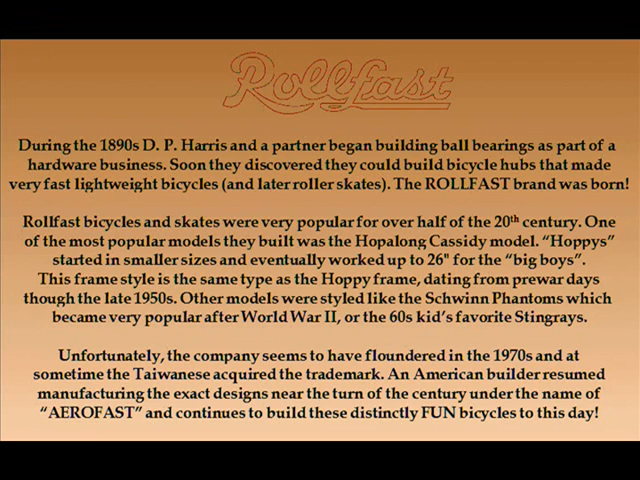 Rollfast
During the 1890s D. P. Harris and a partner began building ball bearings as part of a
hardware business. Soon they discovered they could build bicycle hubs that made
very fast lightweight bicycles (and later roller skates). The ROLLFAST brand was born!
Rollfast bicycles and skates were very popular for over half of the 20th century. One
of the most popular models they built was the Hopalong Cassidy model. “Hoppys”
started in smaller sizes and eventually worked up to 26" for the “big boys”.
This frame style is the same type as the Hoppy frame, dating from prewar days
though the late 1950s. Other models were styled like the Schwinn Phantoms which
became very popular after World War II, or the 60s kid’s favorite Stingrays.
Unfortunately, the company seems to have floundered in the 1970s and at
sometime the Taiwanese acquired the trademark. An American builder resumed
manufacturing the exact designs near the turn of the century under the name of
“AEROFAST” and continues to build these distinctly FUN bicycles to this day!